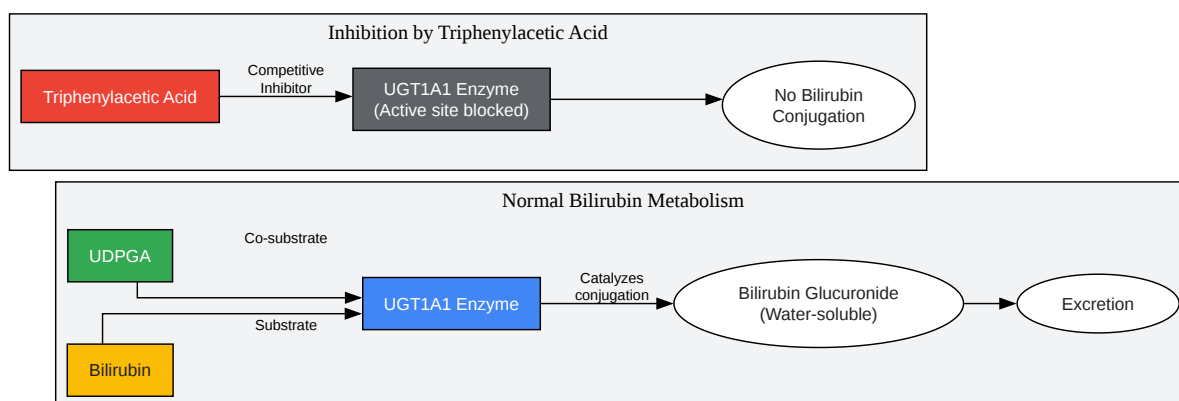 Inhibition by Triphenylacetic Acid
Triphenylacetic Acid
Competitive
Inhibitor
UGT1A1 Enzyme
(Active site blocked)
No Bilirubin
Conjugation
Normal Bilirubin Metabolism
UDPGA
Co-substrate
Bilirubin
Substrate
UGT1A1 Enzyme
Catalyzes
conjugation
Bilirubin Glucuronide
(Water-soluble)
Excretion